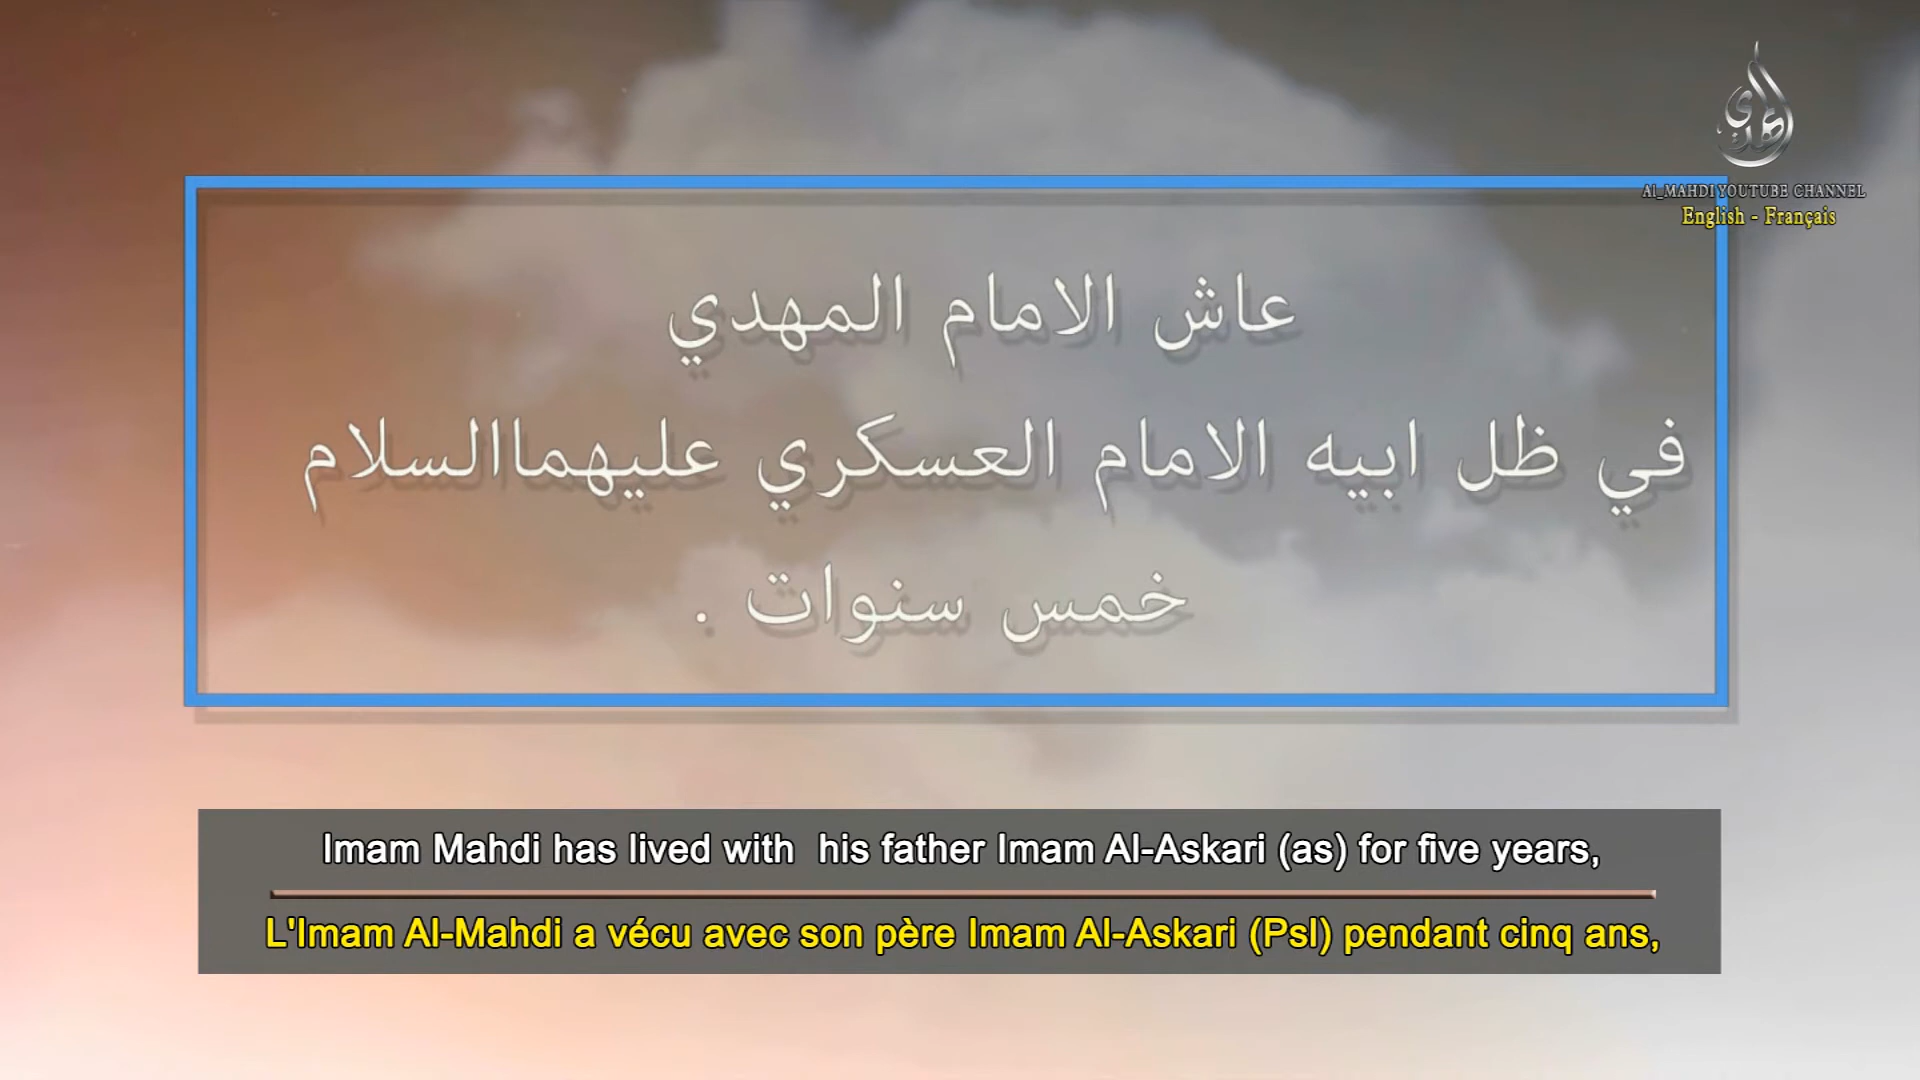 المهدي
Al_MAHDI YOUTUBE CHANNEL
English - Français
عاش الامام المهدي
في ظل ابيه الامام العسكري عليهماالسلام
خمس سنوات .
Imam Mahdi has lived with  his father Imam Al-Askari (as) for five years,
L'Imam Al-Mahdi a vécu avec son père Imam Al-Askari (Psl) pendant cinq ans,